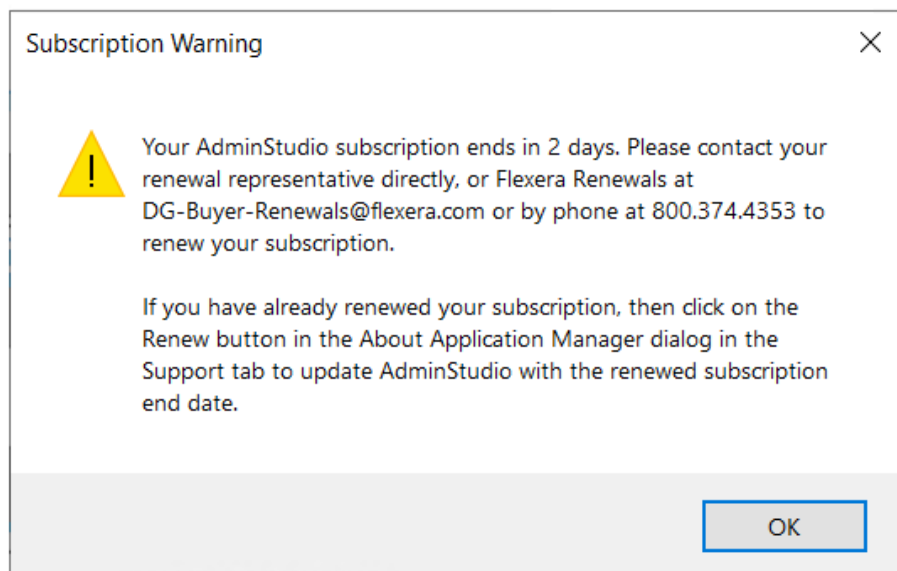 Subscription Warning
Your AdminStudio subscription ends in 2 days. Please contact your
renewal representative directly, or Flexera Renewals at
DG-Buyer-Renewals@flexera.com or by phone at 800.374.4353 to
renew your subscription.
If you have already renewed your subscription, then click on the
Renew button in the About Application Manager dialog in the
Support tab to update AdminStudio with the renewed subscription
end date.
OK